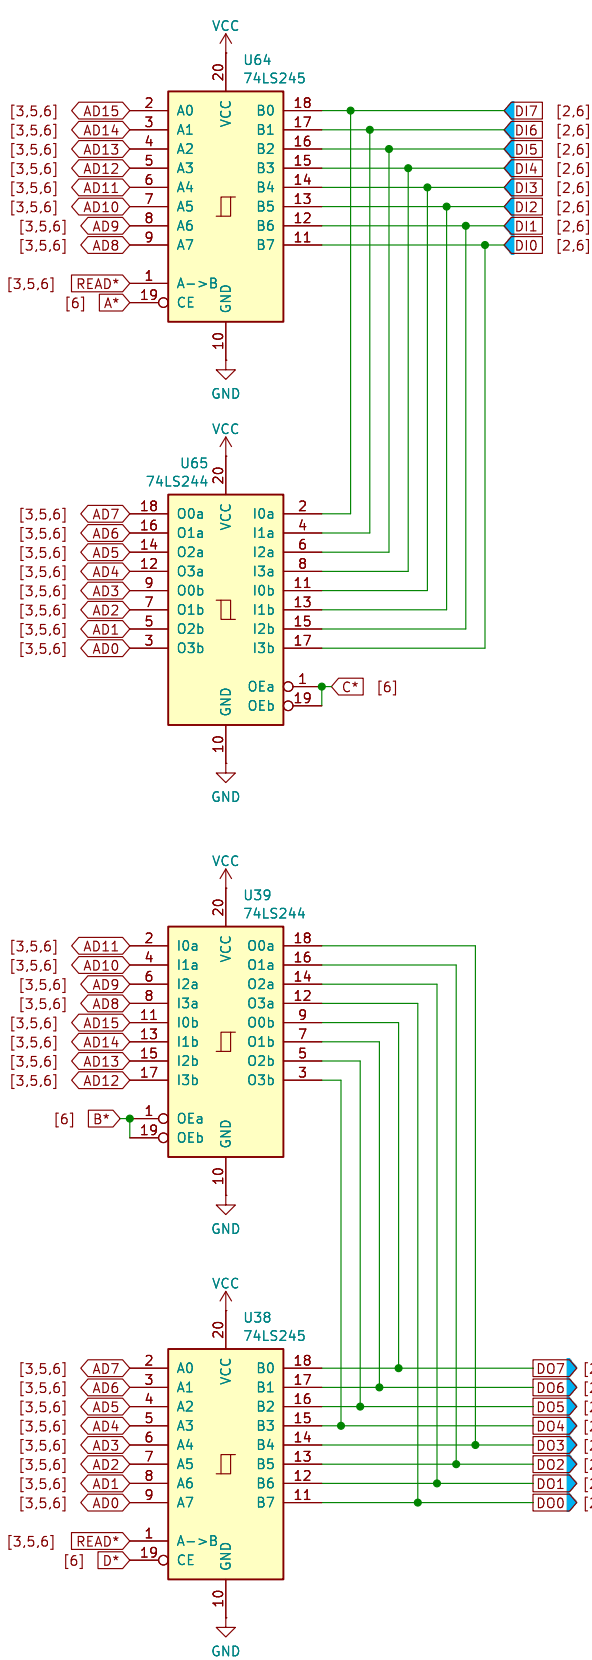 VCC
U64
74LS245
20
[3,5,6] AD15 2 A0 VCC B0 18 DI7 [2,6]
[3,5,6] AD14 3 A1 B1 17 DI6 [2,6]
[3,5,6] AD13 4 A2 B2 16 DI5 [2,6]
[3,5,6] AD12 5 A3 B3 15 DI4 [2,6]
[3,5,6] AD11 6 A4 B4 14 DI3 [2,6]
[3,5,6] AD10 7 A5 B5 13 DI2 [2,6]
[3,5,6] AD9 8 A6 B6 12 DI1 [2,6]
[3,5,6] AD8 9 A7 B7 11 DI0 [2,6]
[3,5,6] READ* 1 A->B
[6] A* 19 CE GND
10
GND
VCC
U65
74LS244
20
[3,5,6] AD7 18 O0a VCC I0a 2
[3,5,6] AD6 16 O1a I1a 4
[3,5,6] AD5 14 O2a I2a 6
[3,5,6] AD4 12 O3a I3a 8
[3,5,6] AD3 9 O0b I0b 11
[3,5,6] AD2 7 O1b I1b 13
[3,5,6] AD1 5 O2b I2b 15
[3,5,6] AD0 3 O3b I3b 17
OEa 1 C* [6]
GND OEb 19
10
GND
VCC
U39
74LS244
20
[3,5,6] AD11 2 I0a VCC O0a 18
[3,5,6] AD10 4 I1a O1a 16
[3,5,6] AD9 6 I2a O2a 14
[3,5,6] AD8 8 I3a O3a 12
[3,5,6] AD15 11 I0b O0b 9
[3,5,6] AD14 13 I1b O1b 7
[3,5,6] AD13 15 I2b O2b 5
[3,5,6] AD12 17 I3b O3b 3
[6] B* 1 OEa
19 OEb GND
10
GND
VCC
U38
74LS245
20
[3,5,6] AD7 2 A0 VCC B0 18 DO7 [2
[3,5,6] AD6 3 A1 B1 17 DO6 [2
[3,5,6] AD5 4 A2 B2 16 DO5 [2
[3,5,6] AD4 5 A3 B3 15 DO4 [2
[3,5,6] AD3 6 A4 B4 14 DO3 [2
[3,5,6] AD2 7 A5 B5 13 DO2 [2
[3,5,6] AD1 8 A6 B6 12 DO1 [2
[3,5,6] AD0 9 A7 B7 11 DO0 [2
[3,5,6] READ* 1 A->B
[6] D* 19 CE GND
10
GND